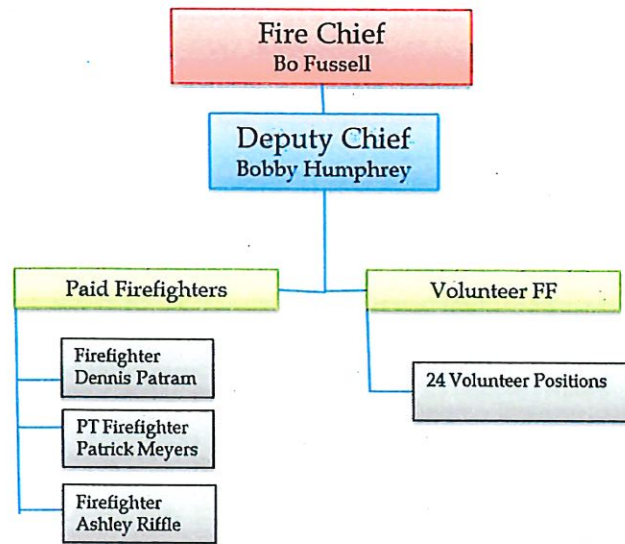 Fire Chief
Bo Fussell
Deputy Chief
Bobby Humphrey
Paid Firefighters
Volunteer FF
Firefighter
Dennis Patram
24 Volunteer Positions
PT Firefighter
Patrick Meyers
Firefighter
Ashley Riffle